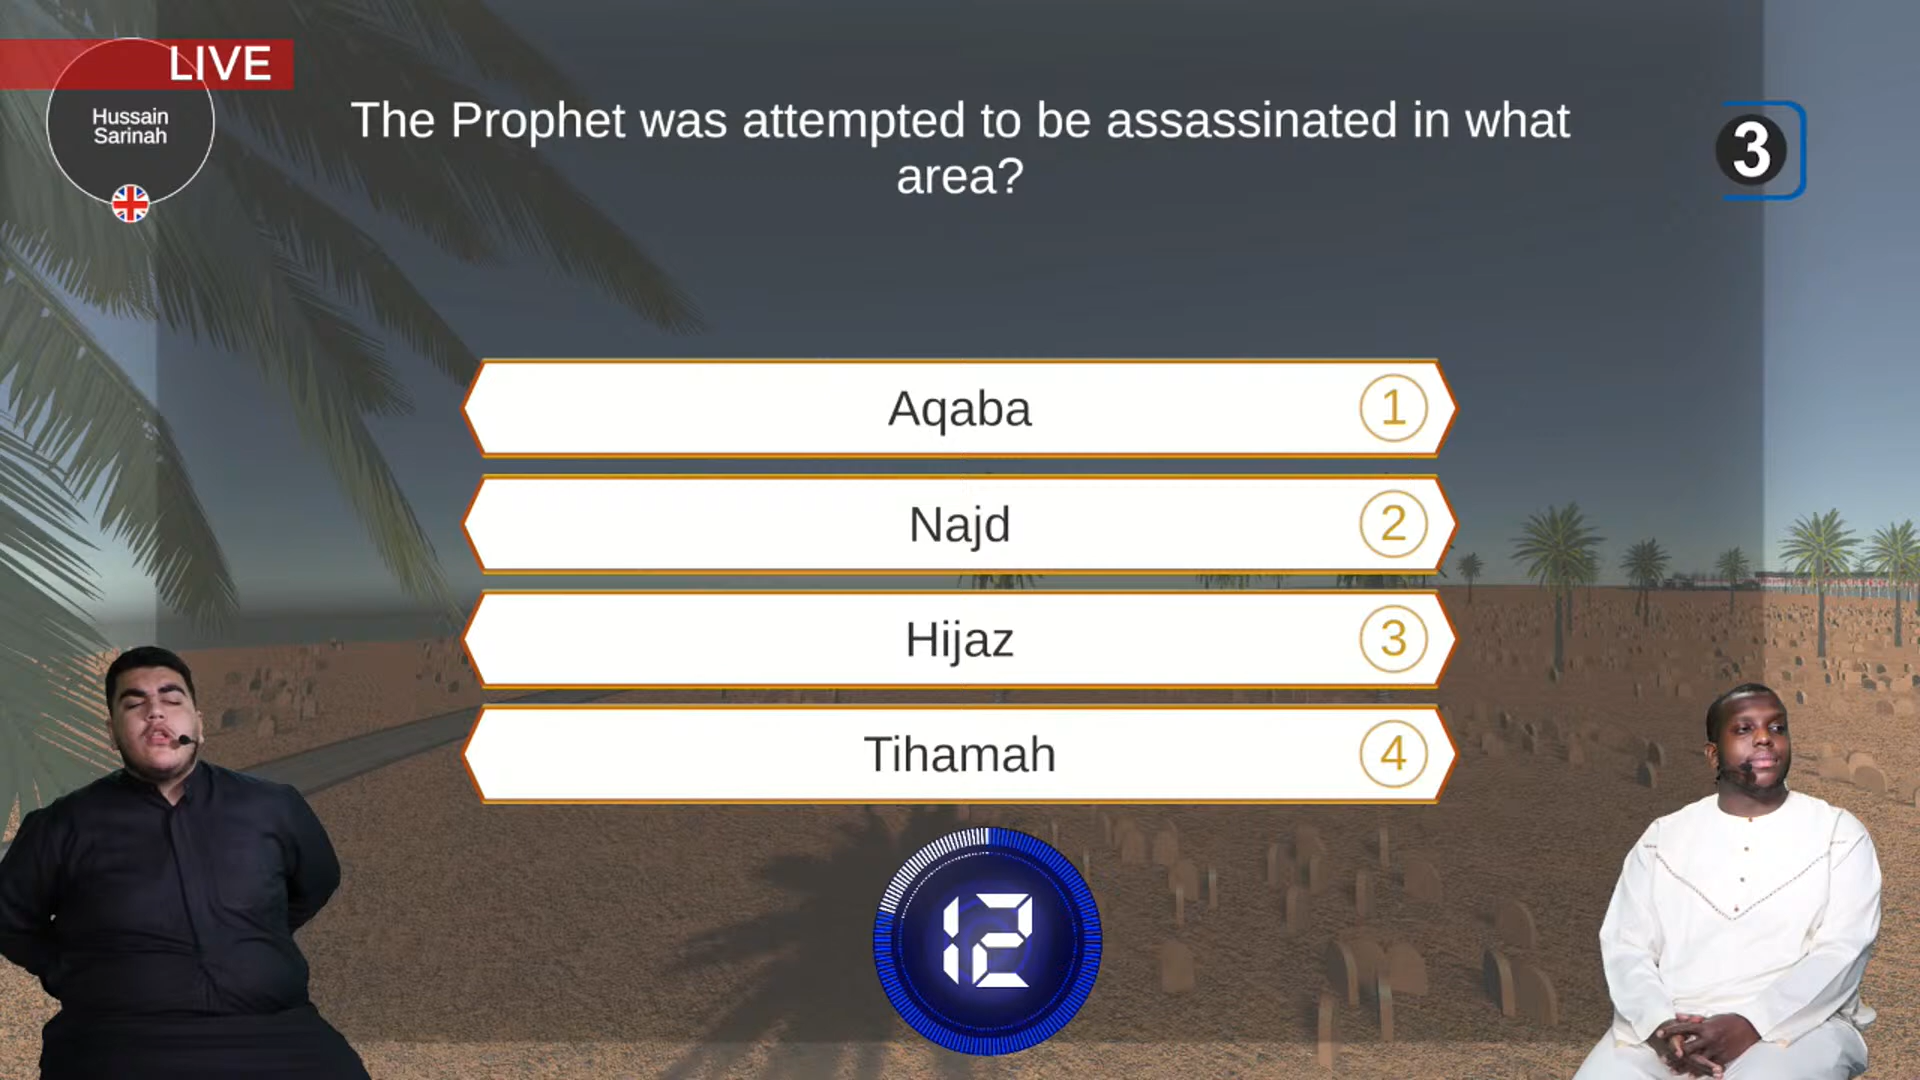 LIVE
Hussain
Sarinah
The Prophet was attempted to be assassinated in what
area?
3
Aqaba 1
Najd 2
Hijaz 3
Tihamah 4
12